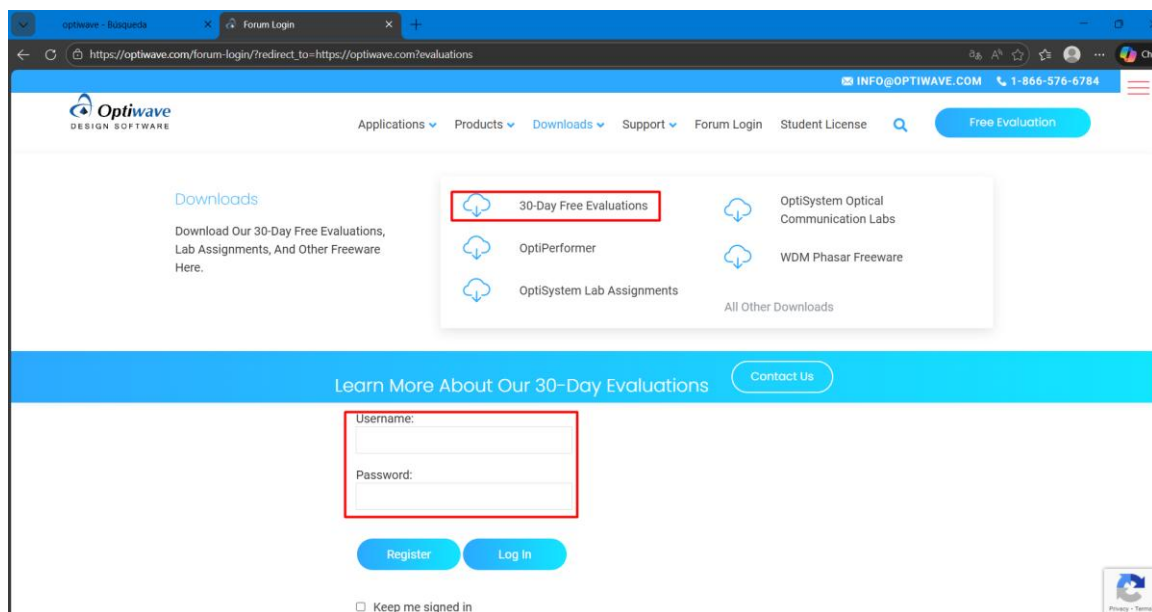 optiwave - Búsqueda
Forum Login
https://optiwave.com/forum-login/?redirect_to=https://optiwave.com?evaluations
INFO@OPTIWAVE.COM 1-866-576-6784
Optiwave
DESIGN SOFTWARE
Applications Products Downloads Support Forum Login Student License Free Evaluation
Downloads
Download Our 30-Day Free Evaluations,
Lab Assignments, And Other Freeware
Here.
30-Day Free Evaluations
OptiPerformer
OptiSystem Lab Assignments
OptiSystem Optical
Communication Labs
WDM Phasar Freeware
All Other Downloads
Learn More About Our 30-Day Evaluations Contact Us
Username:
Password:
Register Log In
Keep me signed in
Privacy - Terms